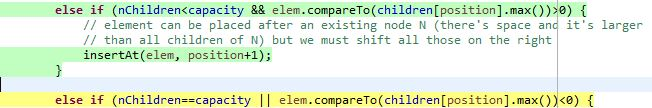 else if (nChildren<capacity && elem.compareTo(children[position].max())>0) {
// element can be placed after an existing node N (there's space and it's larger
// than all children of N) but we must shift all those on the right
insertAt(elem, position+1);
}
else if (nChildren==capacity || elem.compareTo(children[position].max())<0) {